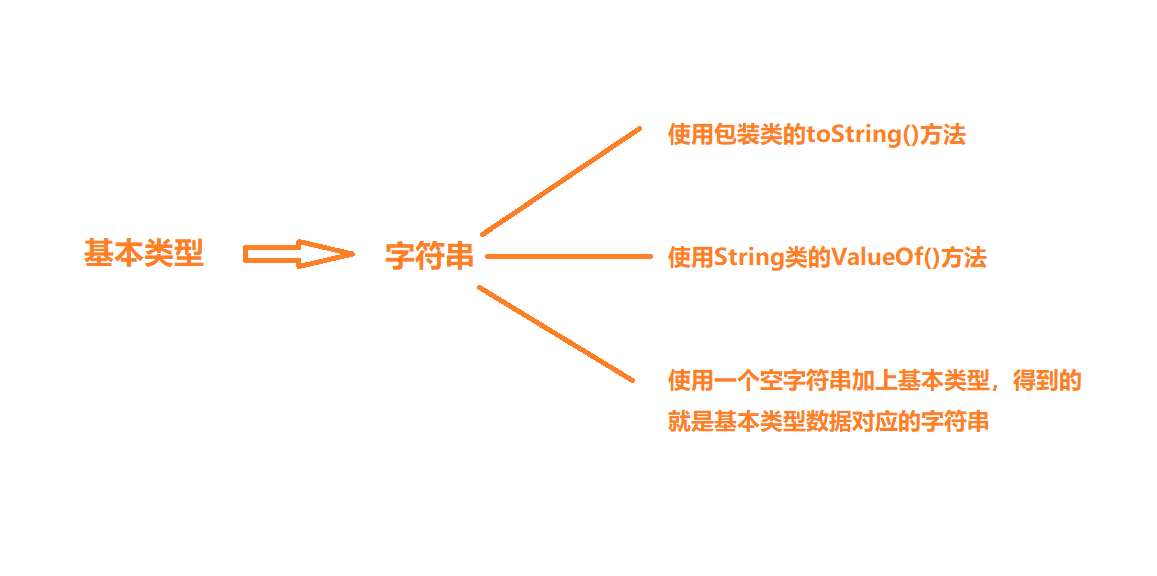 使用包装类的toString()方法
基本类型
字符串
使用String类的ValueOf()方法
使用一个空字符串加上基本类型，得到的
就是基本类型数据对应的字符串